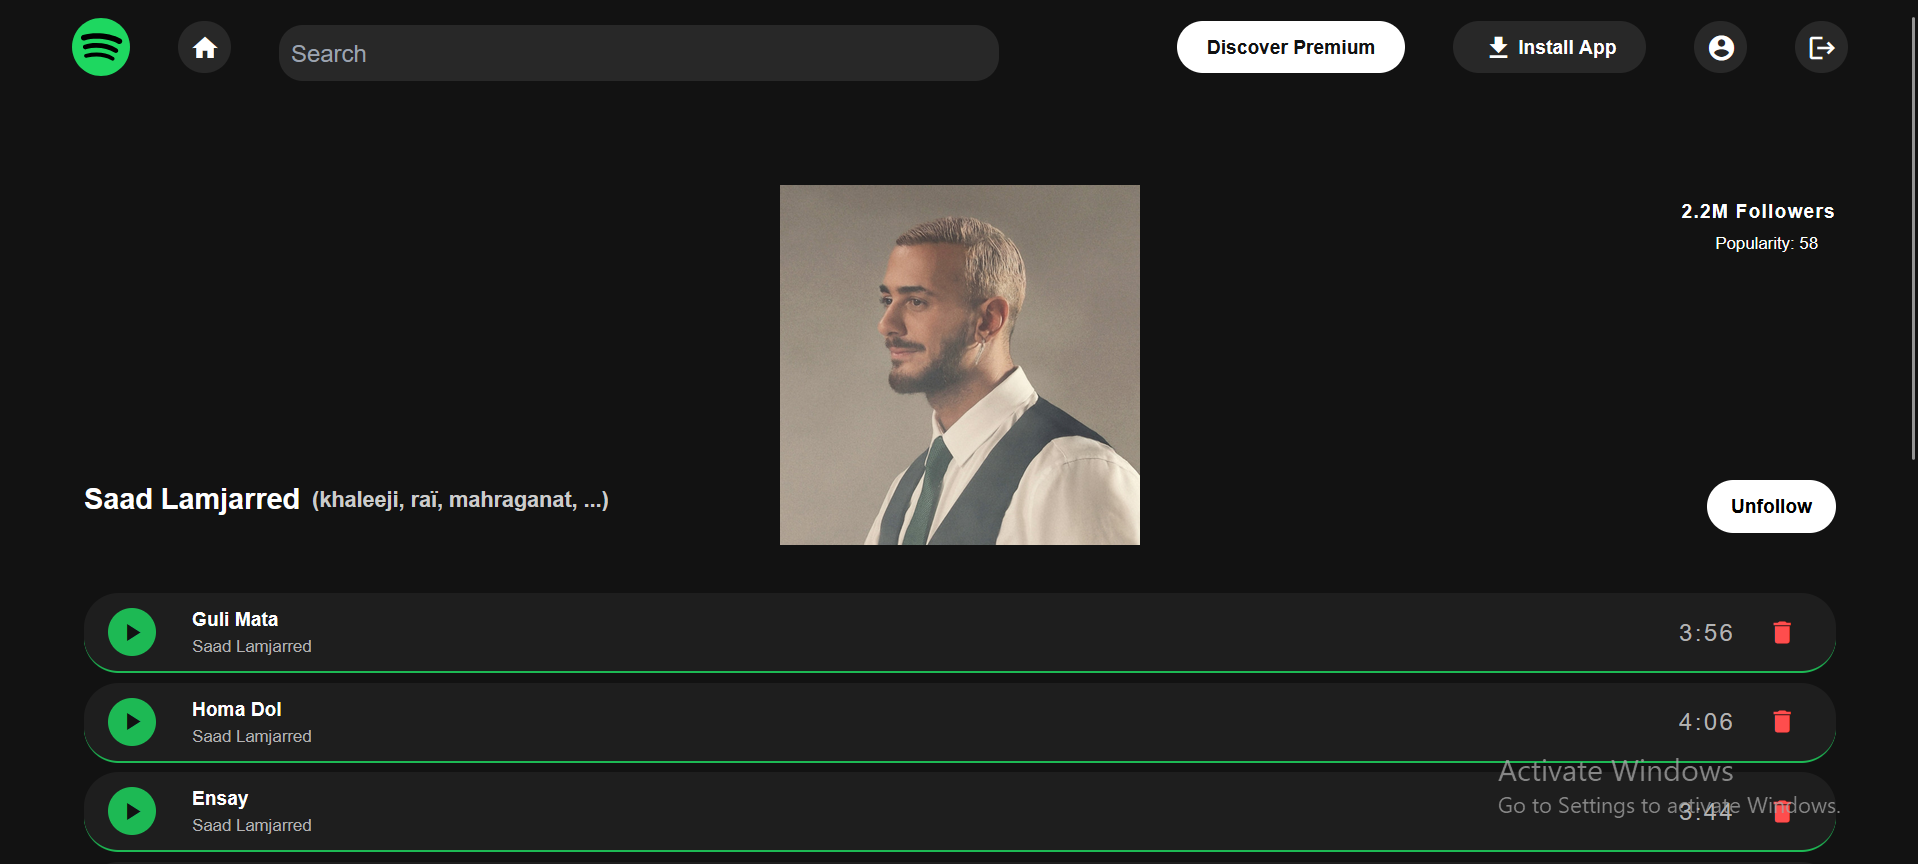 Search
Discover Premium
Install App
2.2M Followers
Popularity: 58
Saad Lamjarred (khaleeji, raï, mahraganat, ...)
Unfollow
Guli Mata
Saad Lamjarred
3:56
Homa Dol
Saad Lamjarred
4:06
Ensay
Saad Lamjarred
3:44
Activate Windows
Go to Settings to activate Windows.